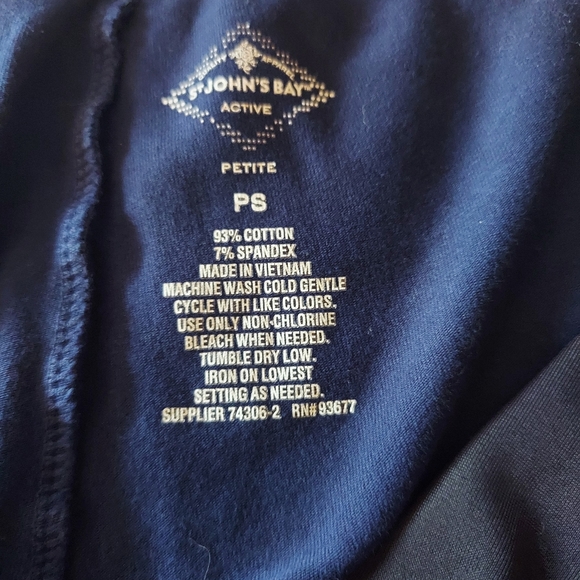 ST JOHN'S BAY
ACTIVE
PETITE
PS
93% COTTON
7% SPANDEX
MADE IN VIETNAM
MACHINE WASH COLD GENTLE
CYCLE WITH LIKE COLORS.
USE ONLY NON-CHLORINE
BLEACH WHEN NEEDED.
TUMBLE DRY LOW.
IRON ON LOWEST
SETTING AS NEEDED.
SUPPLIER 74306-2 RN#93677